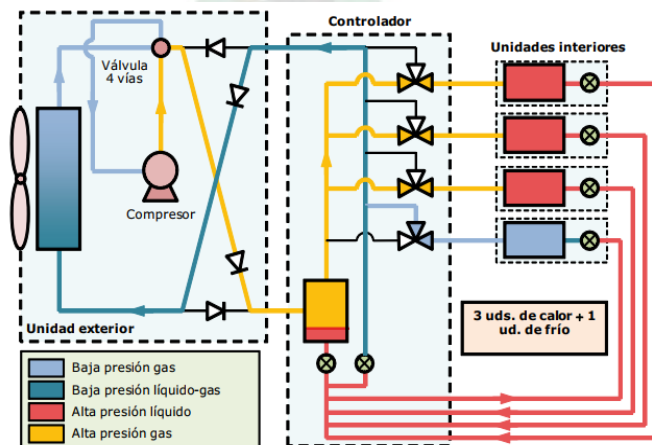 Controlador
Unidades interiores
Válvula
4 vías
Compresor
Unidad exterior
3 uds. de calor + 1
ud. de frío
Baja presión gas
Baja presión líquido-gas
Alta presión líquido
Alta presión gas